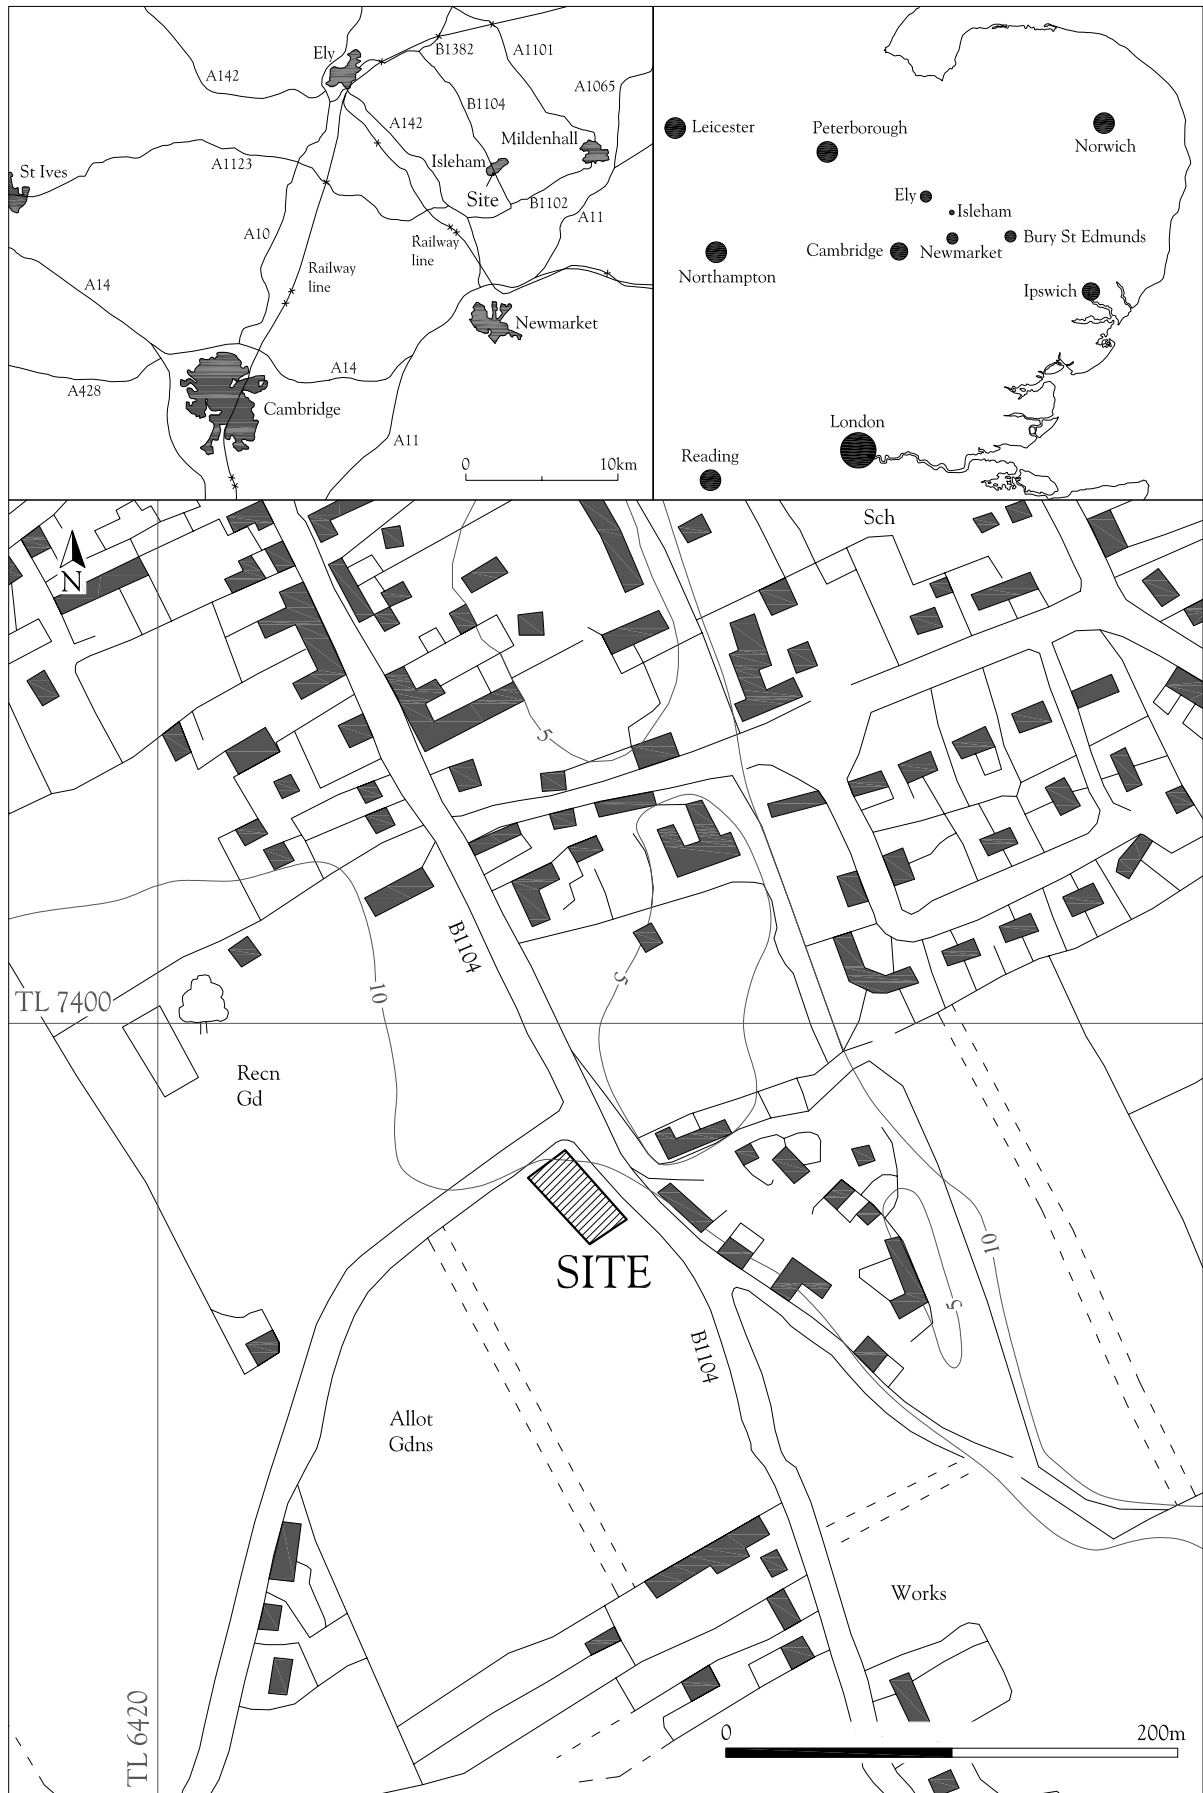 Ely
B1382
A1101
A142
A1065
B1104
A142
Mildenhall
Isleham
A1123
St Ives
Site
B1102
A11
A10
Railway
line
Railway
line
A14
Newmarket
A14
A428
Cambridge
A11
0
10km
Leicester
Peterborough
Norwich
Ely
Isleham
Cambridge
Newmarket
Bury St Edmunds
Northampton
Ipswich
London
Reading
Sch
N
5
B1104
10
5
TL 7400
Recn
Gd
SITE
10
5
B1104
Allot
Gdns
Works
TL 6420
0
200m